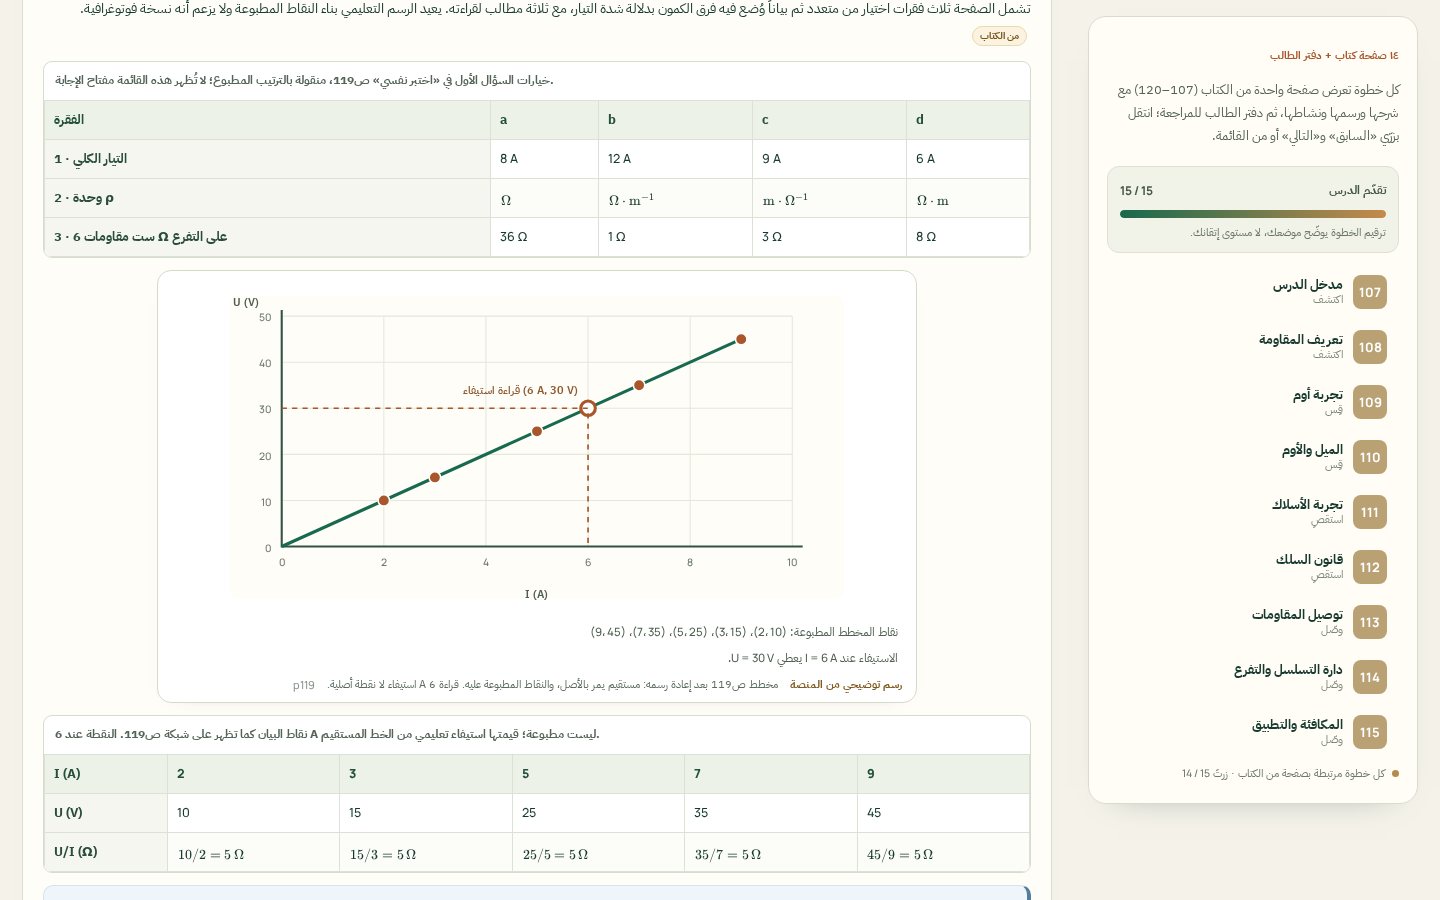 تشمل الصفحة ثلاث فقرات اختيار من متعدد ثم بياناً وُضع فيه فرق الكمون بدلالة شدة التيار، مع ثلاثة مطالب لقراءته. يعيد الرسم التعليمي بناء النقاط المطبوعة ولا يزعم أنه نسخة فوتوغرافية.
من الكتاب
خيارات السؤال الأول في «اختبر نفسي» ص119، منقولة بالترتيب المطبوع؛ لا تُظهر هذه القائمة مفتاح الإجابة.
الفقرة a b c d
1 · التيار الكلي 8 A 12 A 9 A 6 A
2 · وحدة ρ Ω Ω · m⁻¹ m · Ω⁻¹ Ω · m
3 · 6 ست مقاومات Ω على التفرع 36 Ω 1 Ω 3 Ω 8 Ω
U (V)
50
40
30
20
10
0
قراءة استيفاء (6 A, 30 V)
0 2 4 6 8 10
I (A)
نقاط المخطط المطبوعة: (2،10)، (3،15)، (5،25)، (7،35)، (9،45)
الاستيفاء عند I = 6 A يعطي U = 30 V.
رسم توضيحي من المنصة مخطط ص119 بعد إعادة رسمه: مستقيم يمر بالأصل، والنقاط المطبوعة عليه. قراءة 6 A استيفاء لا نقطة أصلية. p119
نقاط البيان كما تظهر على شبكة ص119. النقطة عند 6 A ليست مطبوعة؛ قيمتها استيفاء تعليمي من الخط المستقيم.
I (A) 2 3 5 7 9
U (V) 10 15 25 35 45
U/I (Ω) 10/2 = 5 Ω 15/3 = 5 Ω 25/5 = 5 Ω 35/7 = 5 Ω 45/9 = 5 Ω
١٤ صفحة كتاب + دفتر الطالب
كل خطوة تعرض صفحة واحدة من الكتاب (107–120) مع
شرحها ورسمها ونشاطها، ثم دفتر الطالب للمراجعة؛ انتقل
بزرّي «السابق» و«التالي» أو من القائمة.
تقدّم الدرس 15 / 15
ترقيم الخطوة يوضّح موضعك، لا مستوى إتقانك.
107 مدخل الدرس
اكتشف
108 تعريف المقاومة
اكتشف
109 تجربة أوم
قِس
110 الميل والأوم
قِس
111 تجربة الأسلاك
استقصِ
112 قانون السلك
استقصِ
113 توصيل المقاومات
وصّل
114 دارة التسلسل والتفرع
وصّل
115 المكافئة والتطبيق
وصّل
كل خطوة مرتبطة بصفحة من الكتاب · زرتَ 15 / 14